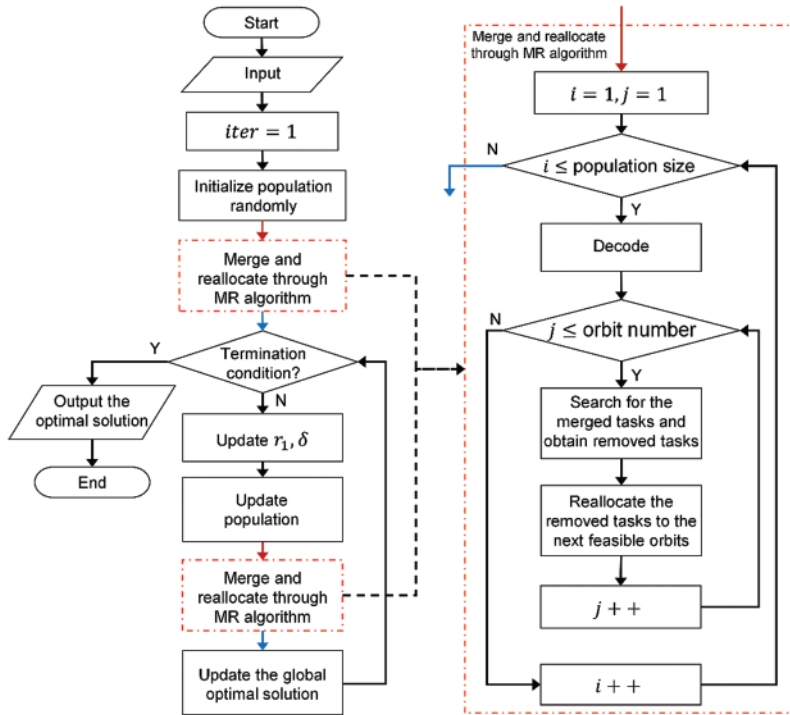 Start
Input
iter = 1
Initialize population
randomly
Merge and
reallocate through
MR algorithm
Termination
condition?
Y
N
Output the
optimal solution
End
Update r₁, δ
Update
population
Merge and
reallocate through
MR algorithm
Update the global
optimal solution
Merge and reallocate
through MR algorithm
i = 1, j = 1
N
i ≤ population size
Y
Decode
N
j ≤ orbit number
Y
Search for the
merged tasks and
obtain removed tasks
Reallocate the
removed tasks to the
next feasible orbits
j + +
i + +